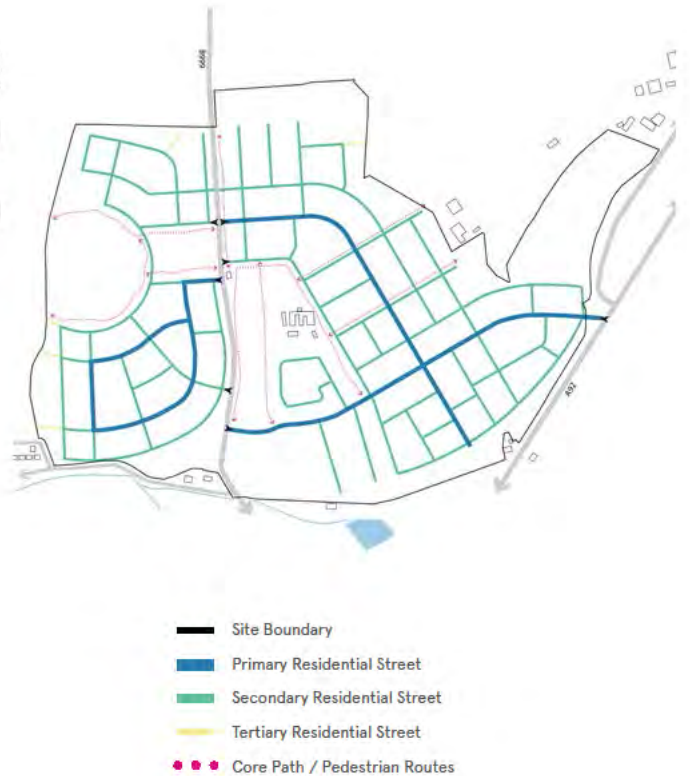 B999
A92
Site Boundary
Primary Residential Street
Secondary Residential Street
Tertiary Residential Street
Core Path / Pedestrian Routes